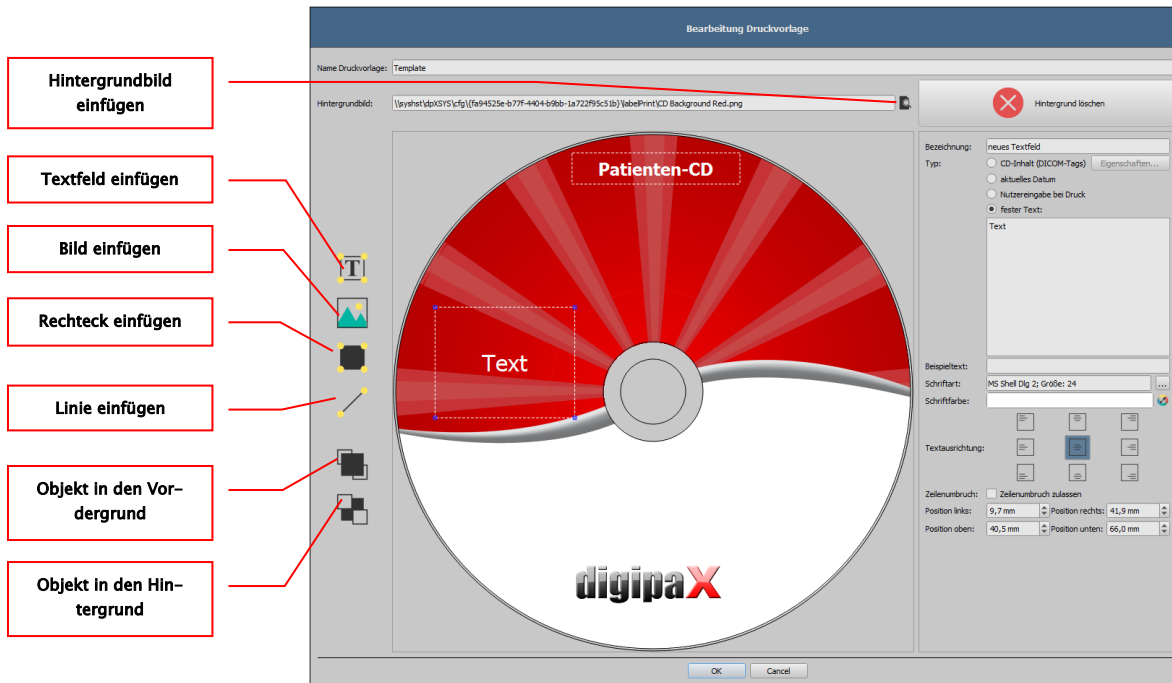 Bearbeitung Druckvorlage
Name Druckvorlage: Template
Hintergrundbild: \\syshst\dpXSYS\cfg\{fa94525e-b77f-4404-b9bb-1a722f95c51b}\labelPrint\CD Background Red.png
Hintergrund löschen
Hintergrundbild
einfügen
Textfeld einfügen
Bild einfügen
Rechteck einfügen
Linie einfügen
Objekt in den Vor-
dergrund
Objekt in den Hin-
tergrund
T
Patienten-CD
Text
digipaX
Bezeichnung: neues Textfeld
Typ: CD-Inhalt (DICOM-Tags) Eigenschaften...
aktuelles Datum
Nutzereingabe bei Druck
fester Text:
Text
Beispieltext:
Schriftart: MS Shell Dlg 2; Größe: 24 ...
Schriftfarbe:
Textausrichtung:
Zeilenumbruch: Zeilenumbruch zulassen
Position links: 9,7 mm Position rechts: 41,9 mm
Position oben: 40,5 mm Position unten: 66,0 mm
OK Cancel